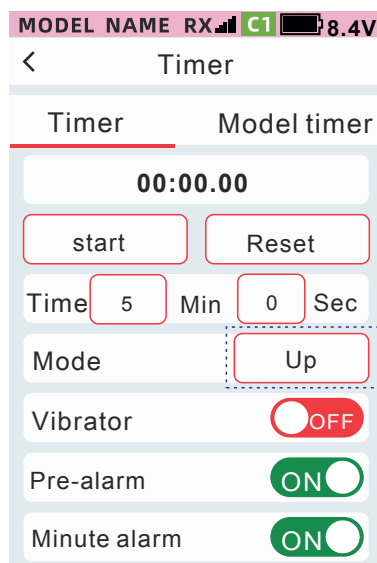 MODEL NAME RX C1 8.4V
< Timer
Timer Model timer
00:00.00
start Reset
Time 5 Min 0 Sec
Mode Up
Vibrator OFF
Pre-alarm ON
Minute alarm ON